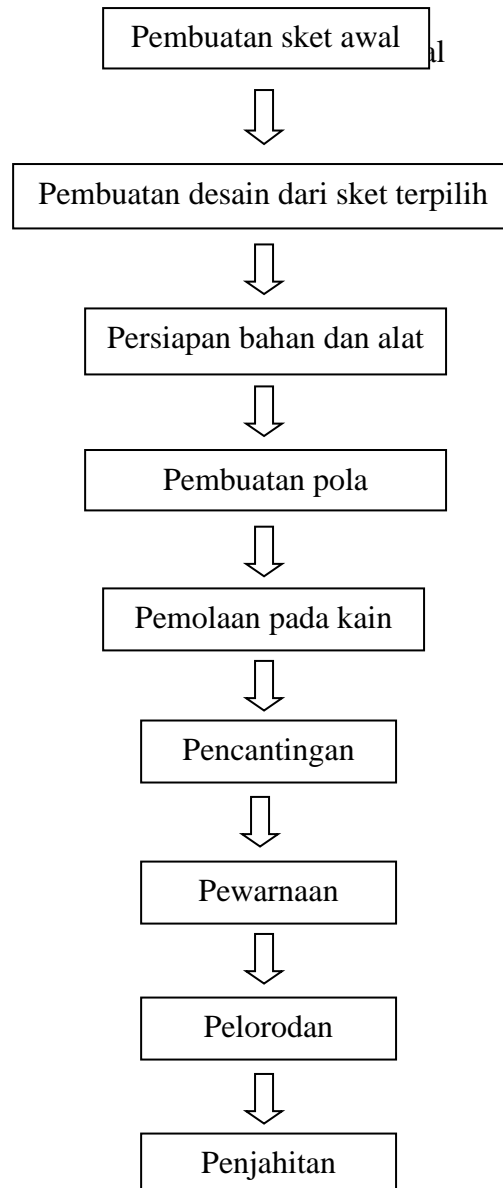 Pembuatan sket awal
al
Pembuatan desain dari sket terpilih
Persiapan bahan dan alat
Pembuatan pola
Pemolaan pada kain
Pencantingan
Pewarnaan
Pelorodan
Penjahitan